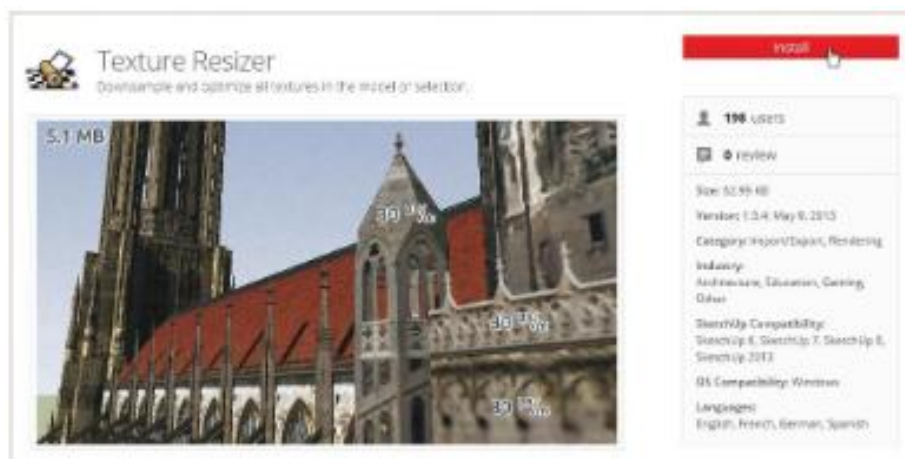 Texture Resizer
Downsample and optimize all textures in the model or selection.
Install
5.1 MB
198 users
0 review
Version: 1.3.4, May 9, 2013
Category: Import/Export, Rendering
Industry:
Architecture, Education, Gaming,
Other
SketchUp Compatibility:
SketchUp 6, SketchUp 7, SketchUp 8,
SketchUp 2013
OS Compatibility: Windows
Languages:
English, French, German, Spanish